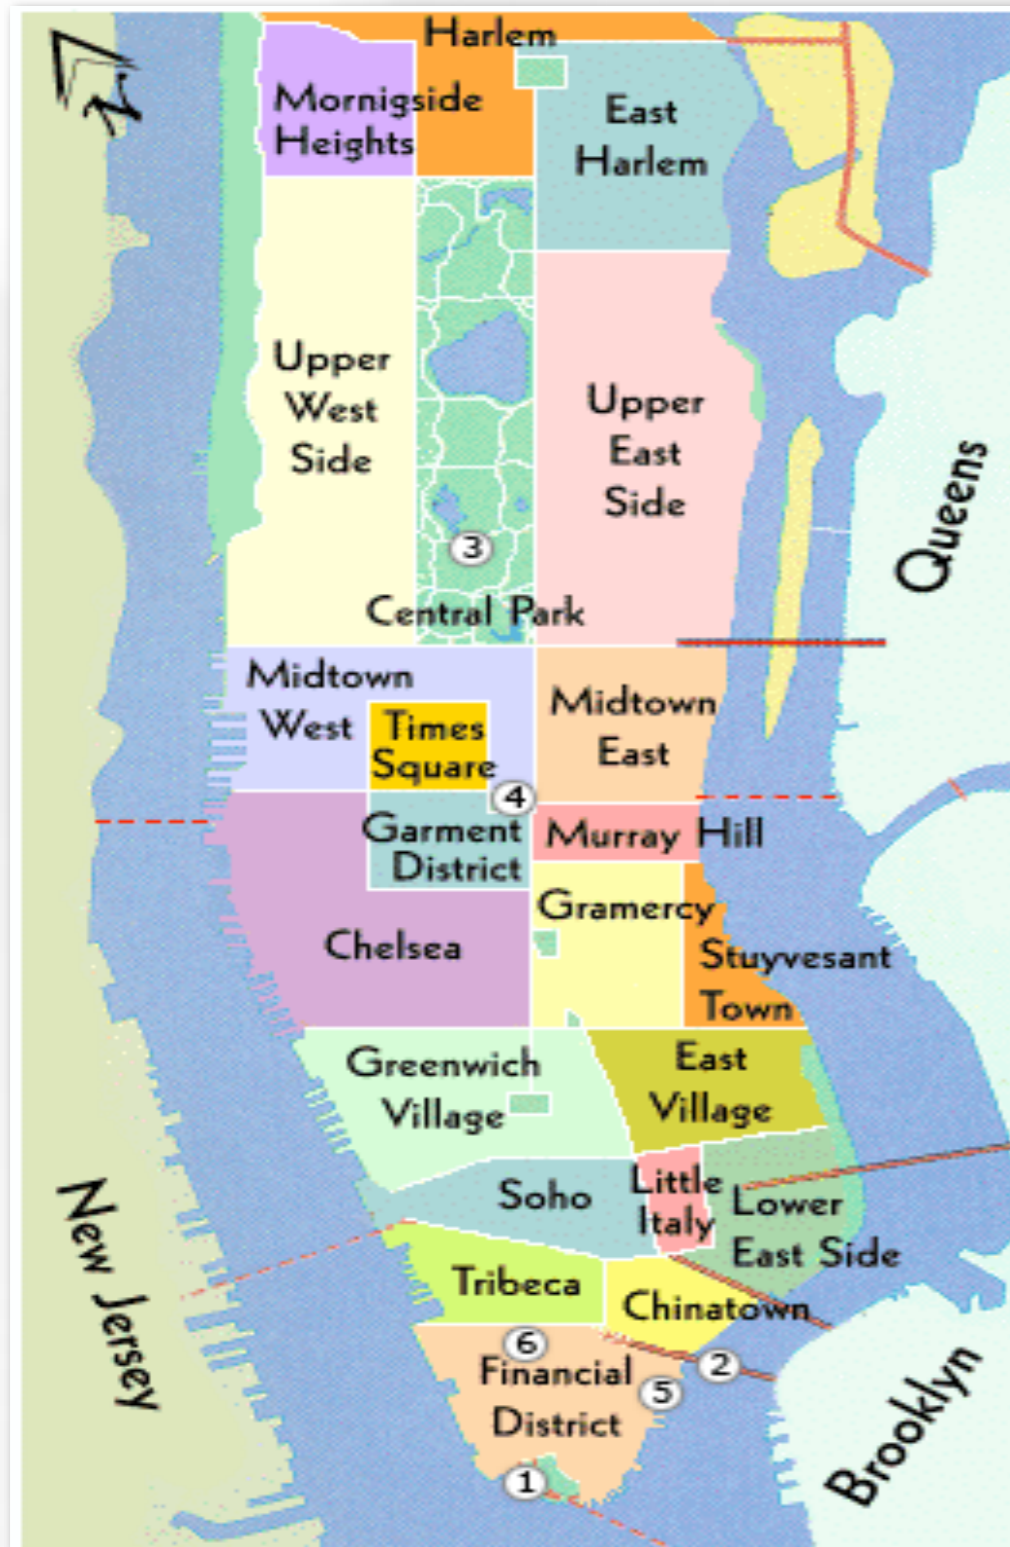 N
Harlem
Mornigside
Heights
East
Harlem
Upper
West
Side
Upper
East
Side
Queens
3
Central Park
Midtown
West
Times
Square
Midtown
East
4
Garment
District
Murray Hill
Gramercy
Chelsea
Stuyvesant
Town
Greenwich
Village
East
Village
Soho
Little
Italy
Lower
East Side
New Jersey
Tribeca
Chinatown
6
Financial
District
2
5
Brooklyn
1